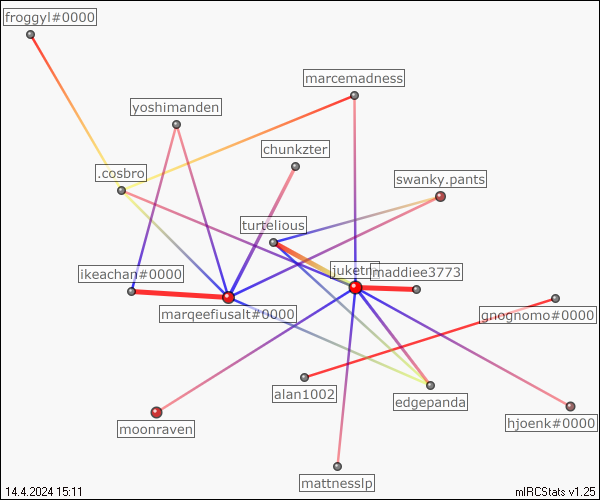 froggyl#0000
marcemadness
yoshimanden
chunkzter
.cosbro
swanky.pants
turtelious
ikeachan#0000
maddiee3773
marqeefiusalt#0000
gnognomo#0000
alan1002
edgepanda
moonraven
hjoenk#0000
mattnesslp
14.4.2024 15:11
mIRCStats v1.25